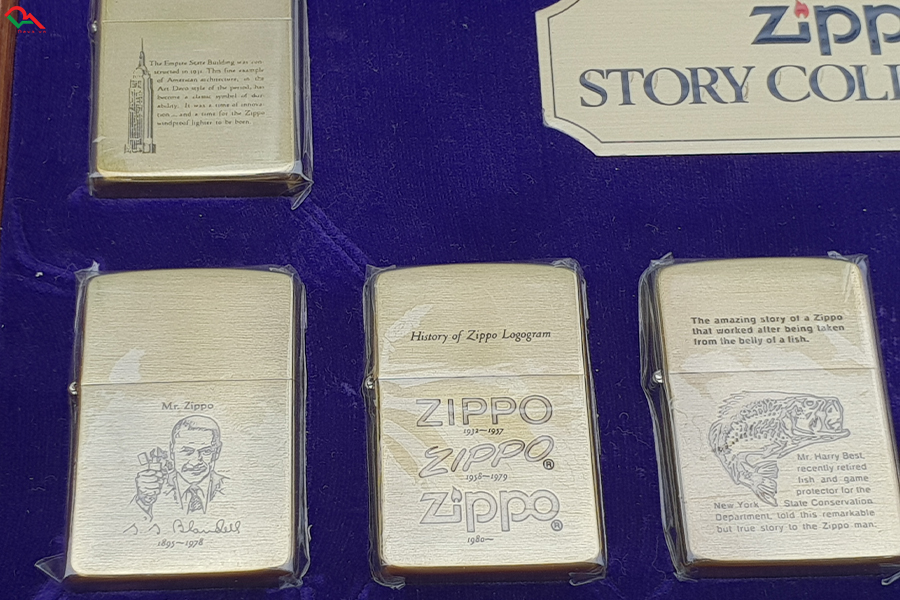 The Empire State Building was con-
structed in 1931. This fine example
of American architecture, in the
Art Deco style of the period, has
become a classic symbol of dur-
ability. It was a time of innova-
tion... and a time for the Zippo
windproof lighter to be born.
Zipp
STORY COLL
Mr. Zippo
1895~1978
History of Zippo Logogram
ZIPPO
1932~1957
ZIPPO®
1958~1979
Zippo®
1980~
The amazing story of a Zippo
that worked after being taken
from the belly of a fish.
Mr. Harry Best,
recently retired
fish and game
protector for the
New York State Conservation
Department, told this remarkable
but true story to the Zippo man.